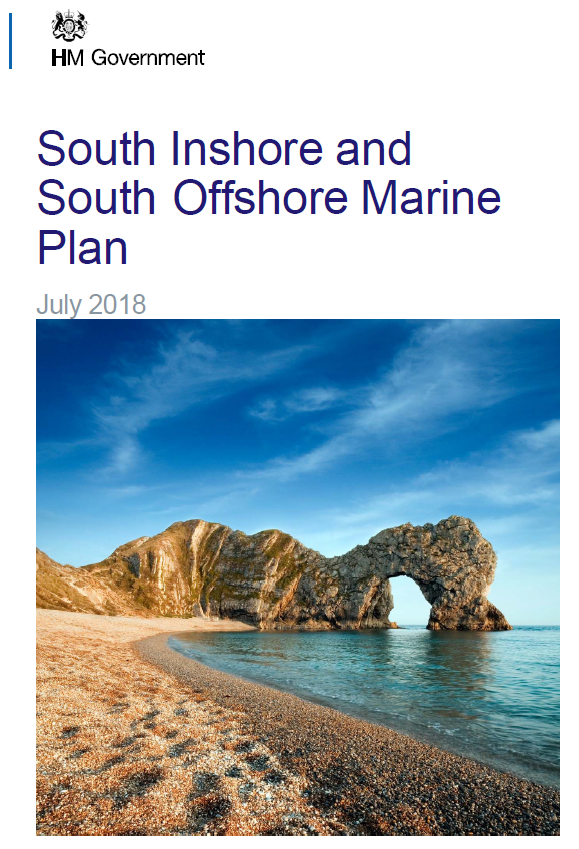 HM Government
South Inshore and
South Offshore Marine
Plan
July 2018